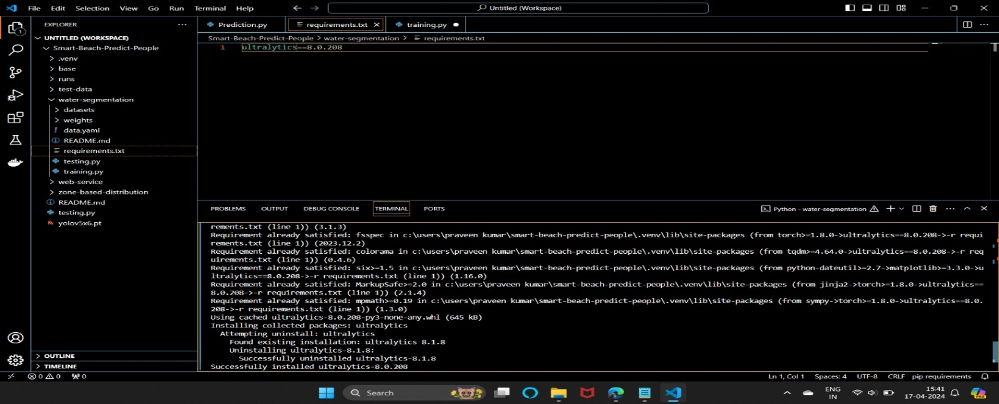 File Edit Selection View Go Run Terminal Help
Untitled (Workspace)
EXPLORER
UNTITLED (WORKSPACE)
Smart-Beach-Predict-People
.venv
base
runs
test-data
water-segmentation
datasets
weights
data.yaml
README.md
requirements.txt
testing.py
training.py
web-service
zone-based-distribution
README.md
testing.py
yolov5x6.pt
OUTLINE
TIMELINE
Prediction.py requirements.txt training.py
Smart-Beach-Predict-People > water-segmentation > requirements.txt
1 ultralytics==8.0.208
PROBLEMS OUTPUT DEBUG CONSOLE TERMINAL PORTS
Python - water-segmentation
rements.txt (line 1)) (3.1.3)
Requirement already satisfied: fsspec in c:\users\praveen kumar\smart-beach-predict-people\.venv\lib\site-packages (from torch>=1.8.0->ultralytics==8.0.208->-r requi
rements.txt (line 1)) (2023.12.2)
Requirement already satisfied: colorama in c:\users\praveen kumar\smart-beach-predict-people\.venv\lib\site-packages (from tqdm>=4.64.0->ultralytics==8.0.208->-r req
uirements.txt (line 1)) (0.4.6)
Requirement already satisfied: six>=1.5 in c:\users\praveen kumar\smart-beach-predict-people\.venv\lib\site-packages (from python-dateutil>=2.7->matplotlib>=3.3.0->u
ltralytics==8.0.208->-r requirements.txt (line 1)) (1.16.0)
Requirement already satisfied: MarkupSafe>=2.0 in c:\users\praveen kumar\smart-beach-predict-people\.venv\lib\site-packages (from jinja2->torch>=1.8.0->ultralytics==
8.0.208->-r requirements.txt (line 1)) (2.1.4)
Requirement already satisfied: mpmath>=0.19 in c:\users\praveen kumar\smart-beach-predict-people\.venv\lib\site-packages (from sympy->torch>=1.8.0->ultralytics==8.0.
208->-r requirements.txt (line 1)) (1.3.0)
Using cached ultralytics-8.0.208-py3-none-any.whl (645 kB)
Installing collected packages: ultralytics
Attempting uninstall: ultralytics
Found existing installation: ultralytics 8.1.8
Uninstalling ultralytics-8.1.8:
Successfully uninstalled ultralytics-8.1.8
Successfully installed ultralytics-8.0.208
0 0 0
Ln 1, Col 1 Spaces: 4 UTF-8 CRLF pip requirements
Search
ENG
IN
15:41
17-04-2024